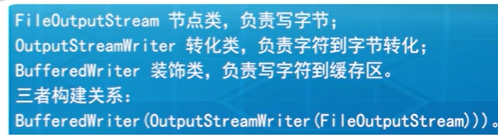 FileOutputStream 节点类，负责写字节；
OutputStreamWriter 转化类，负责字符到字节转化；
BufferedWriter 装饰类，负责写字符到缓存区。
三者构建关系：
BufferedWriter(OutputStreamWriter(FileOutputStream)))。